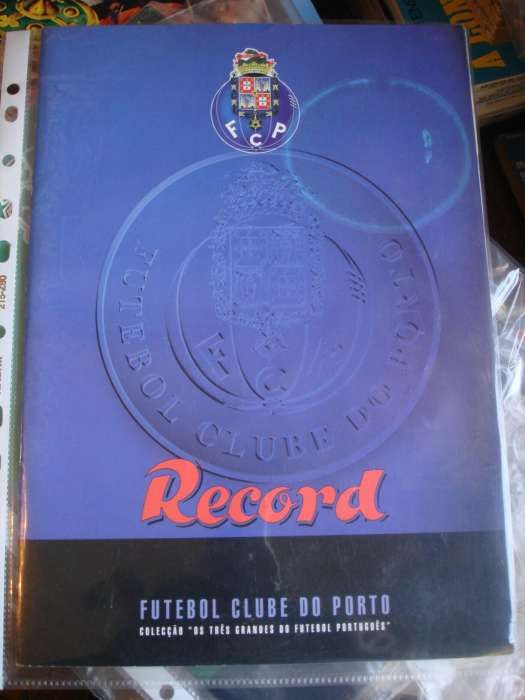 FCP
FUTEBOL CLUBE DO PORTO
FCP
Record
FUTEBOL CLUBE DO PORTO
COLECÇÃO "OS TRÊS GRANDES DO FUTEBOL PORTUGUÊS"